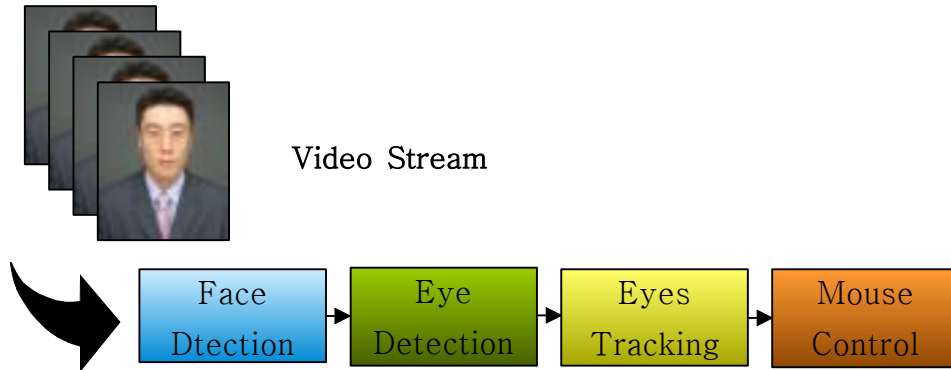 Video Stream
Face
Dtection
Eye
Detection
Eyes
Tracking
Mouse
Control